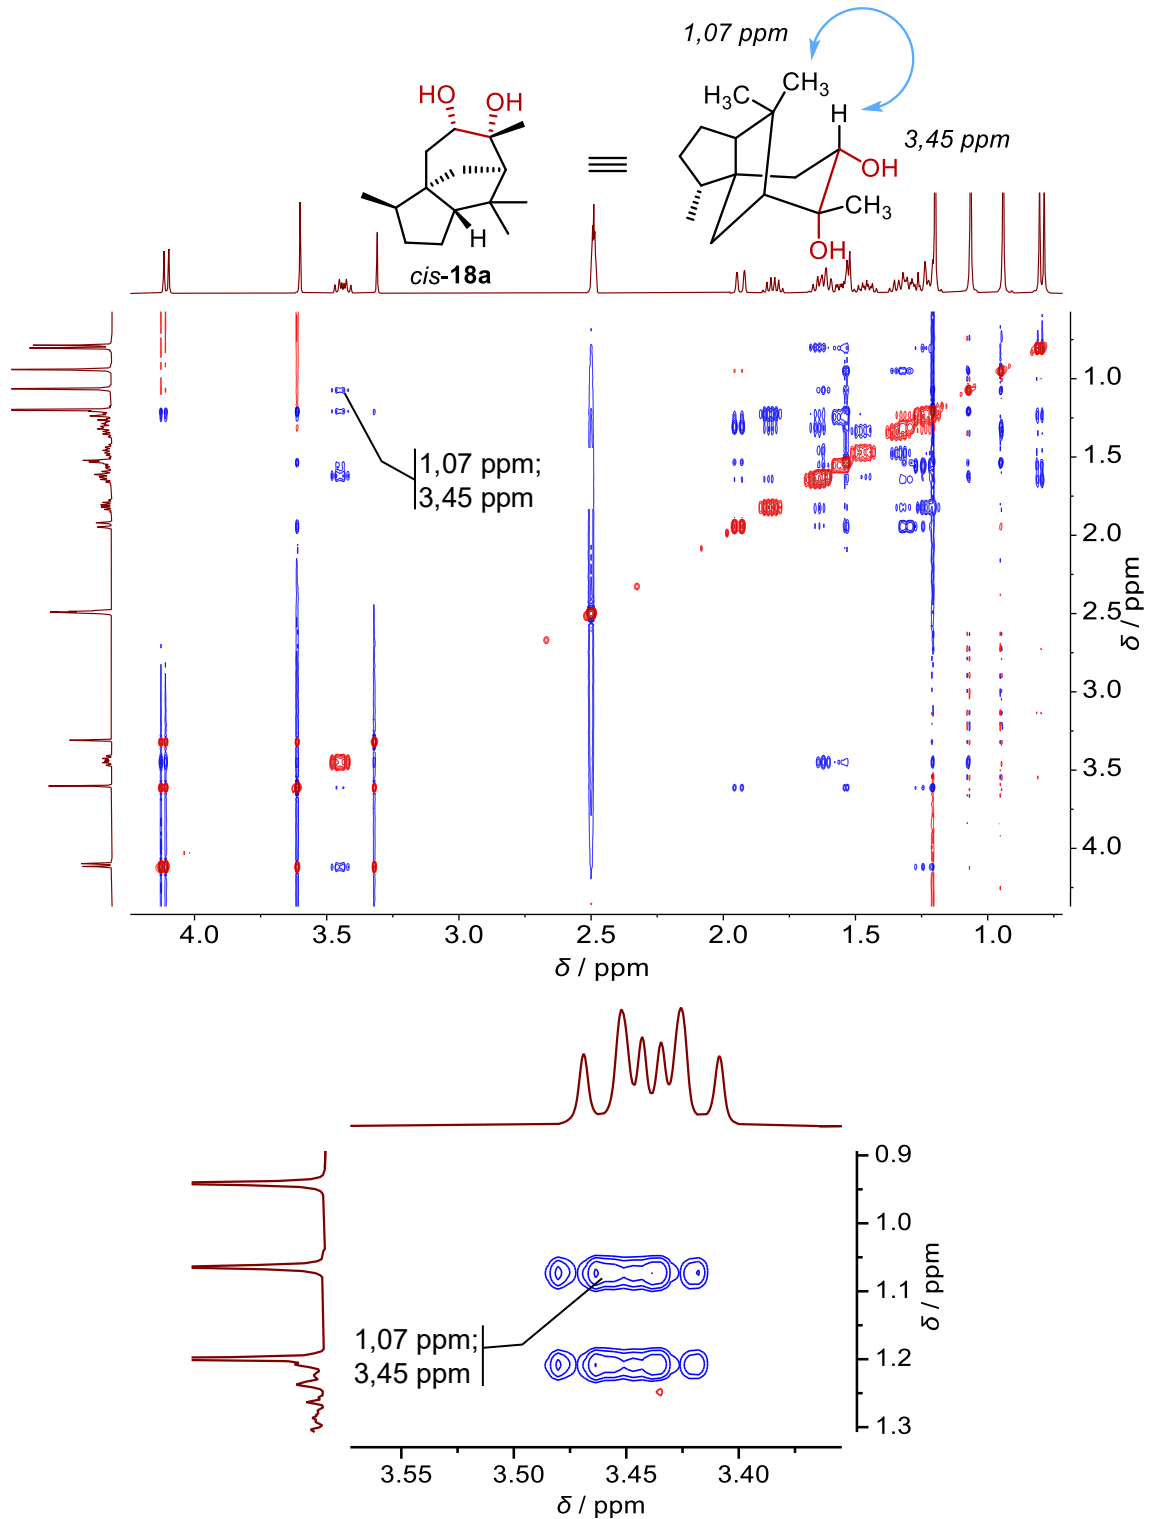 1,07 ppm
HO
OH
H₃C
CH₃
H
3,45 ppm
OH
CH₃
OH
H
cis-18a
1,07 ppm;
3,45 ppm
1.0
1.5
2.0
2.5
3.0
3.5
4.0
δ / ppm
4.0 3.5 3.0 2.5 2.0 1.5 1.0
δ / ppm
0.9
1.0
1.1
1.2
1.3
δ / ppm
1,07 ppm;
3,45 ppm
3.55 3.50 3.45 3.40
δ / ppm